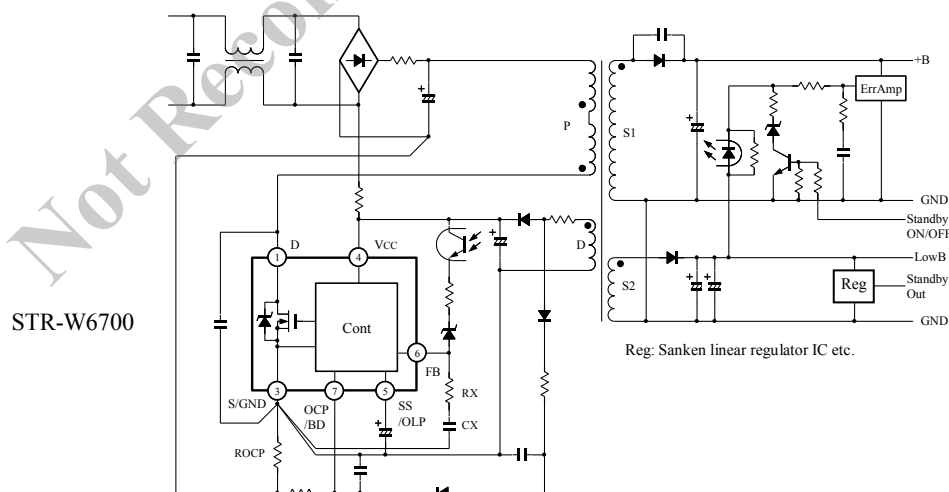 Not Recom
+B
ErrAmp
P
S1
GND
Standby
ON/OFF
D
VCC
D
1
4
LowB
S2
Reg
Standby
Out
STR-W6700
Cont
GND
6
FB
Reg: Sanken linear regulator IC etc.
3
7
5
S/GND
OCP
/BD
SS
/OLP
RX
CX
ROCP